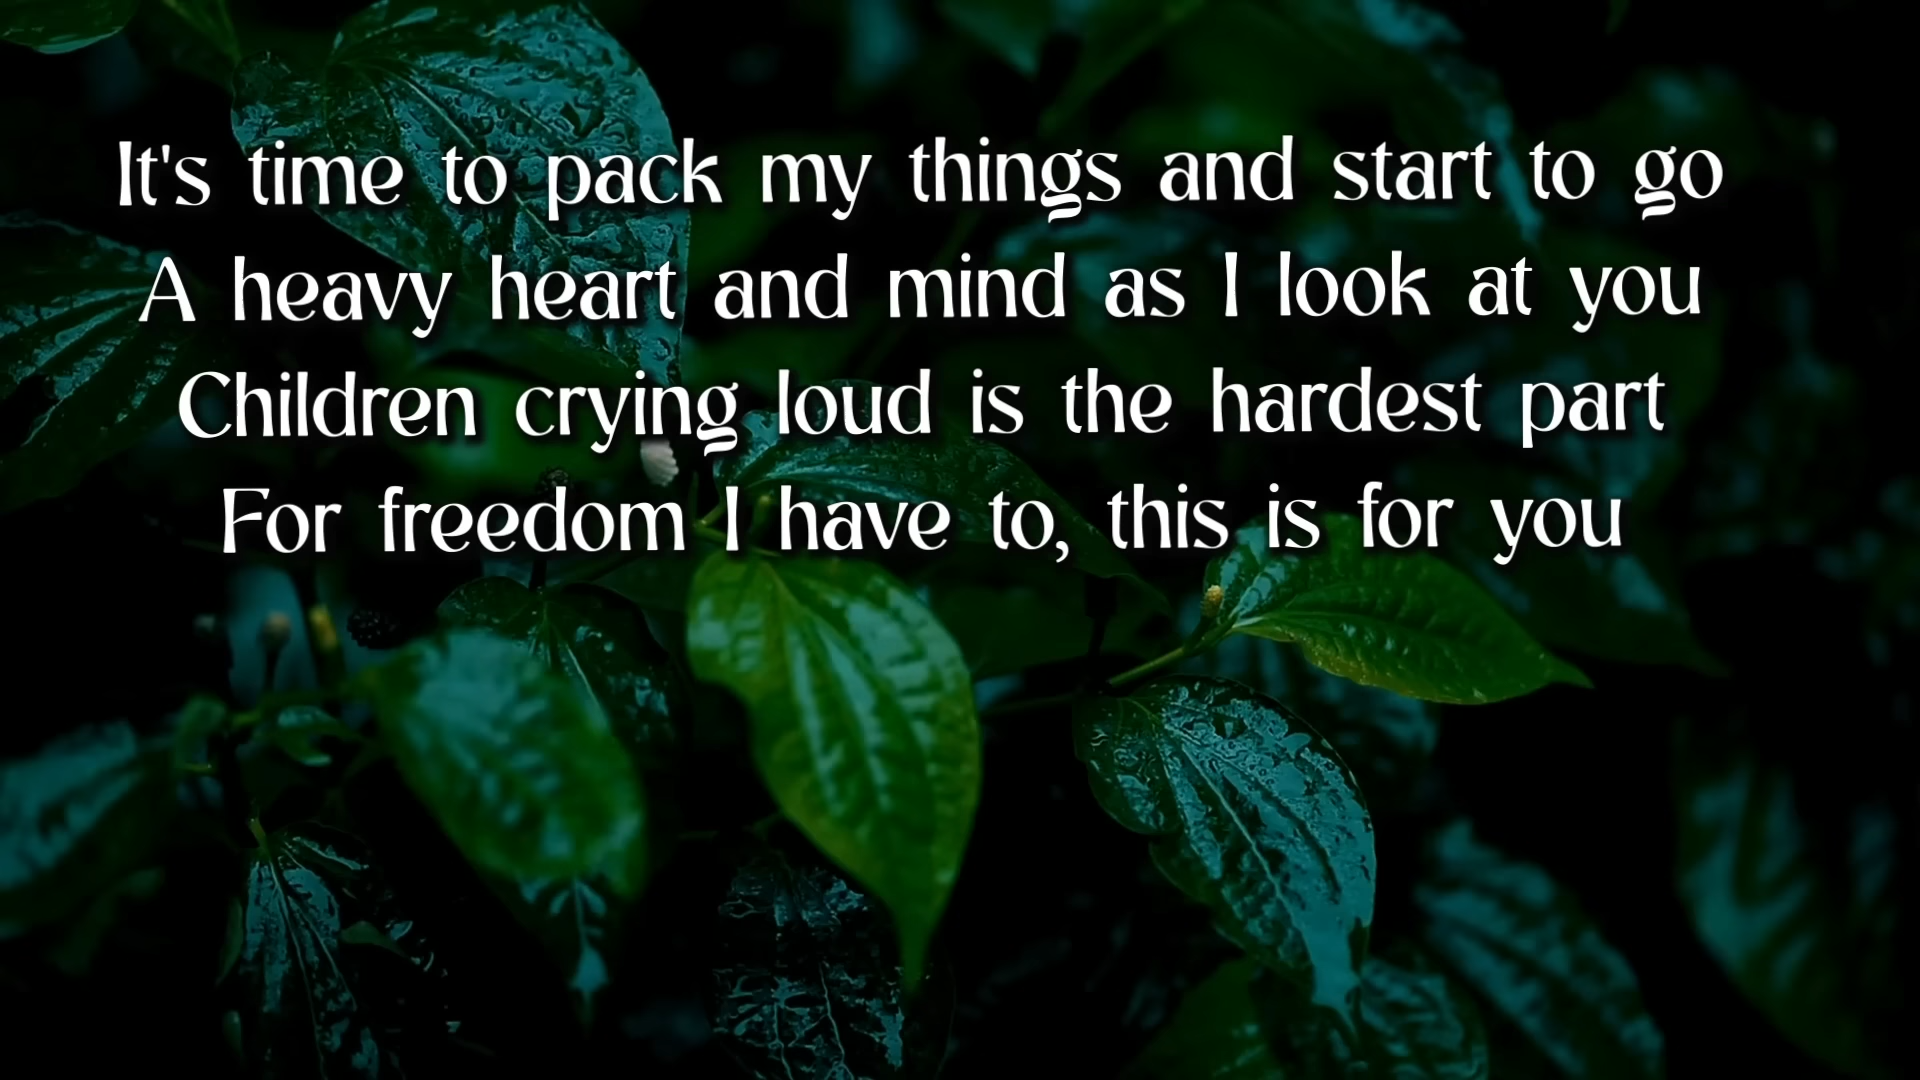 It's time to pack my things and start to go
A heavy heart and mind as I look at you
Children crying loud is the hardest part
For freedom I have to, this is for you